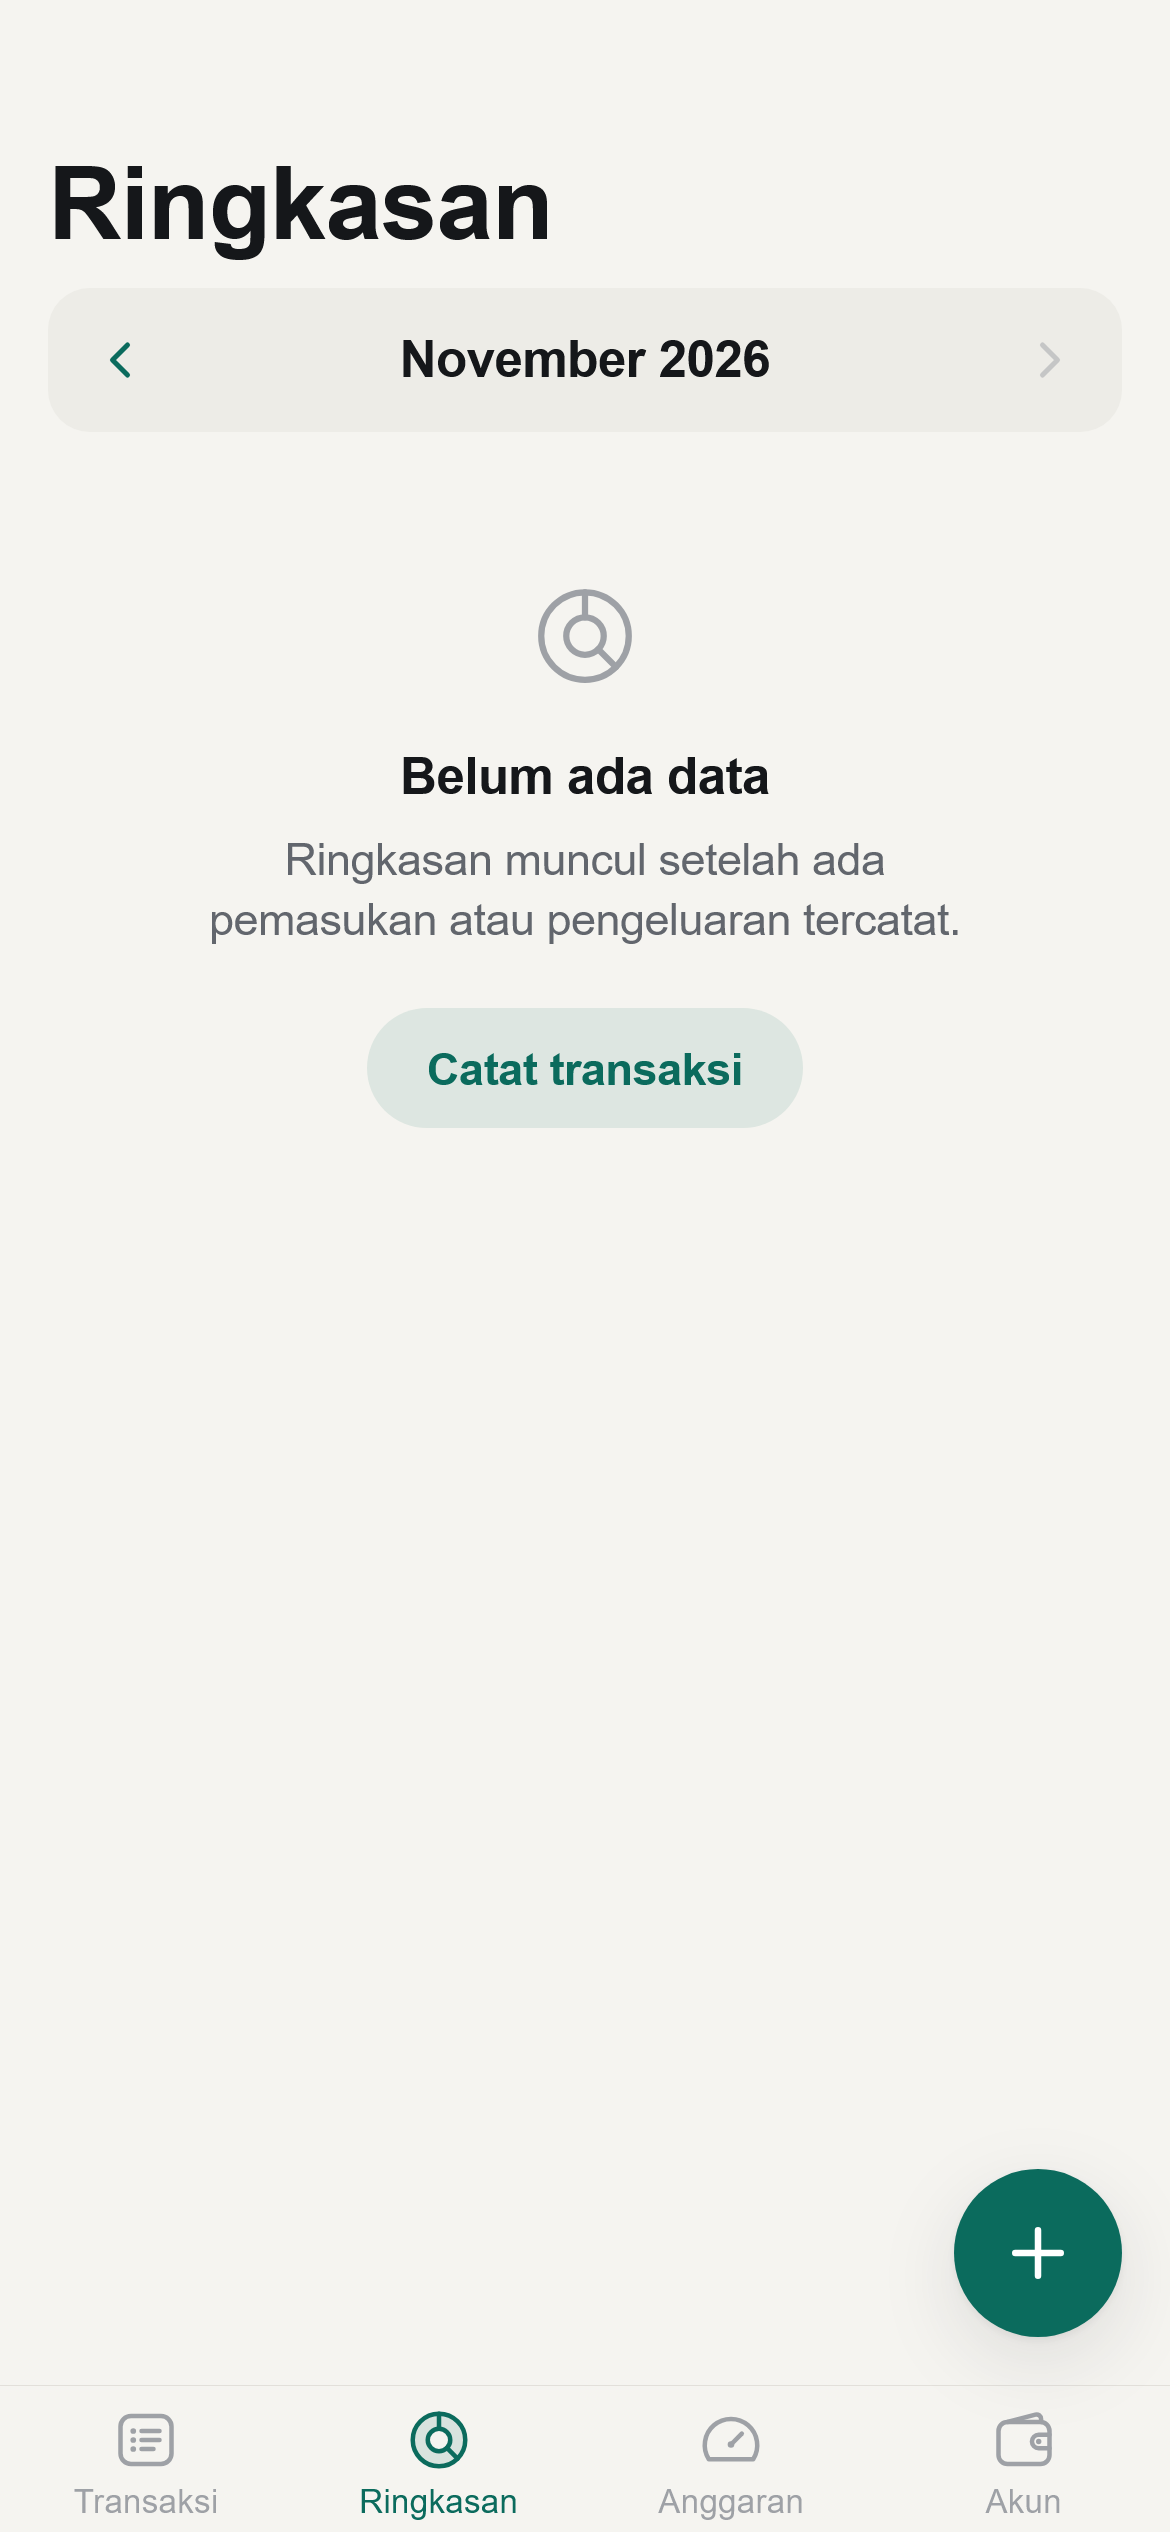 Ringkasan
November 2026
Belum ada data
Ringkasan muncul setelah ada
pemasukan atau pengeluaran tercatat.
Catat transaksi
Transaksi
Ringkasan
Anggaran
Akun